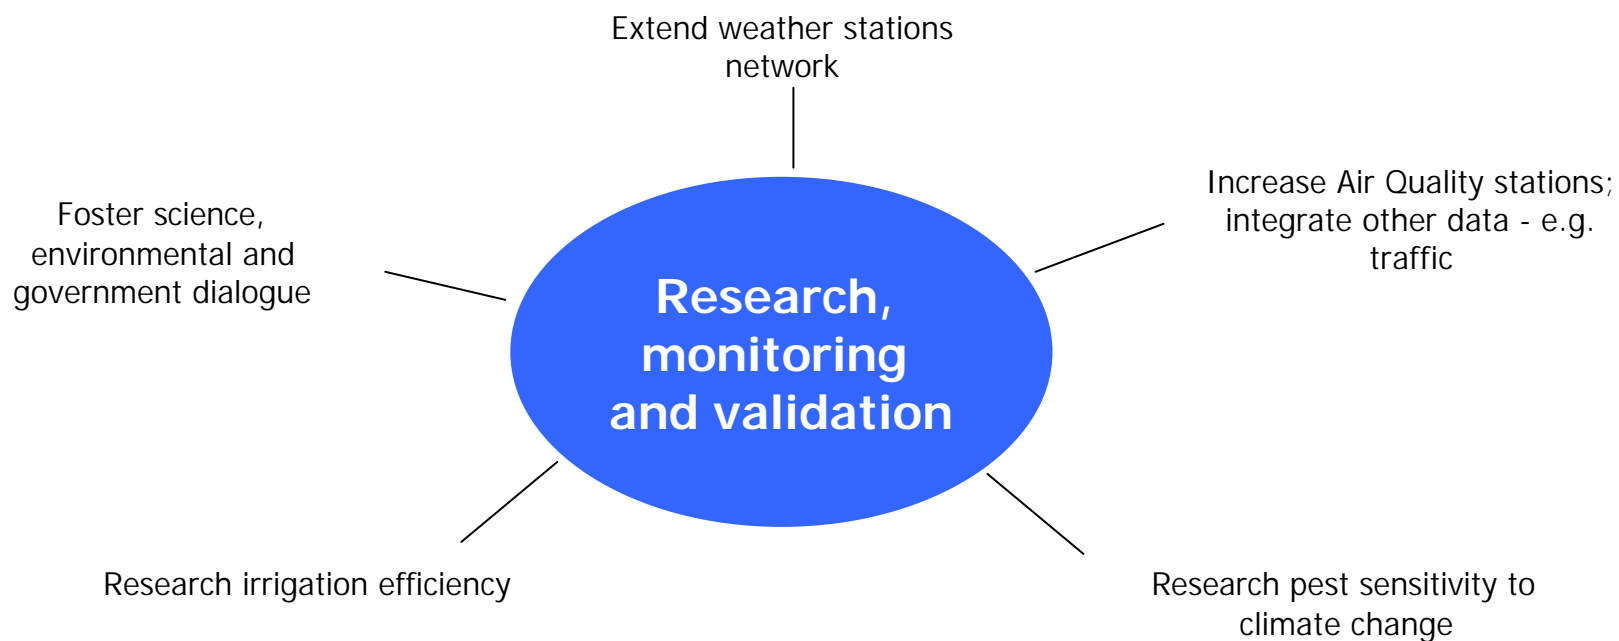 Extend weather stations
network
Increase Air Quality stations;
integrate other data - e.g.
traffic
Foster science,
environmental and
government dialogue
Research,
monitoring
and validation
Research irrigation efficiency
Research pest sensitivity to
climate change